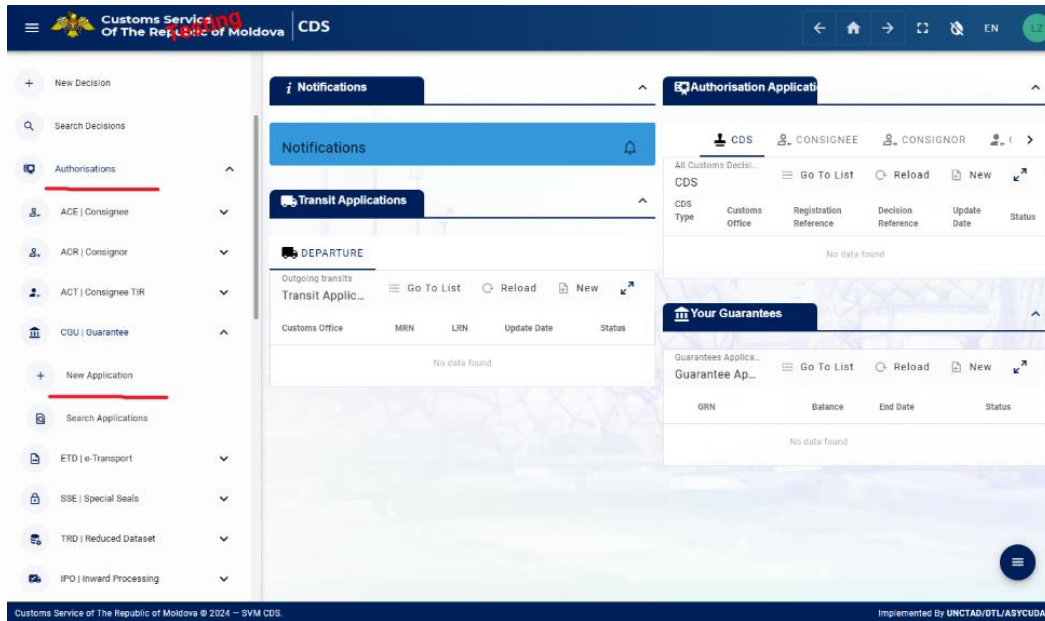 Customs Service
Of The Republic of Moldova
Testing
CDS
EN
LZ
New Decision
Search Decisions
Authorisations
ACE | Consignee
ACR | Consignor
ACT | Consignee TIR
CGU | Guarantee
New Application
Search Applications
ETD | e-Transport
SSE | Special Seals
TRD | Reduced Dataset
IPO | Inward Processing
i Notifications
Notifications
Transit Applications
DEPARTURE
Outgoing transits
Transit Applic...
Go To List Reload New
Customs Office MRN LRN Update Date Status
No data found
Authorisation Applicati
CDS CONSIGNEE CONSIGNOR
All Customs Decisi...
CDS
Go To List Reload New
CDS Type Customs Office Registration Reference Decision Reference Update Date Status
No data found
Your Guarantees
Guarantees Applica...
Guarantee Ap...
Go To List Reload New
GRN Balance End Date Status
No data found
Customs Service of The Republic of Moldova © 2024 — SVM CDS.
Implemented By UNCTAD/DTL/ASYCUDA